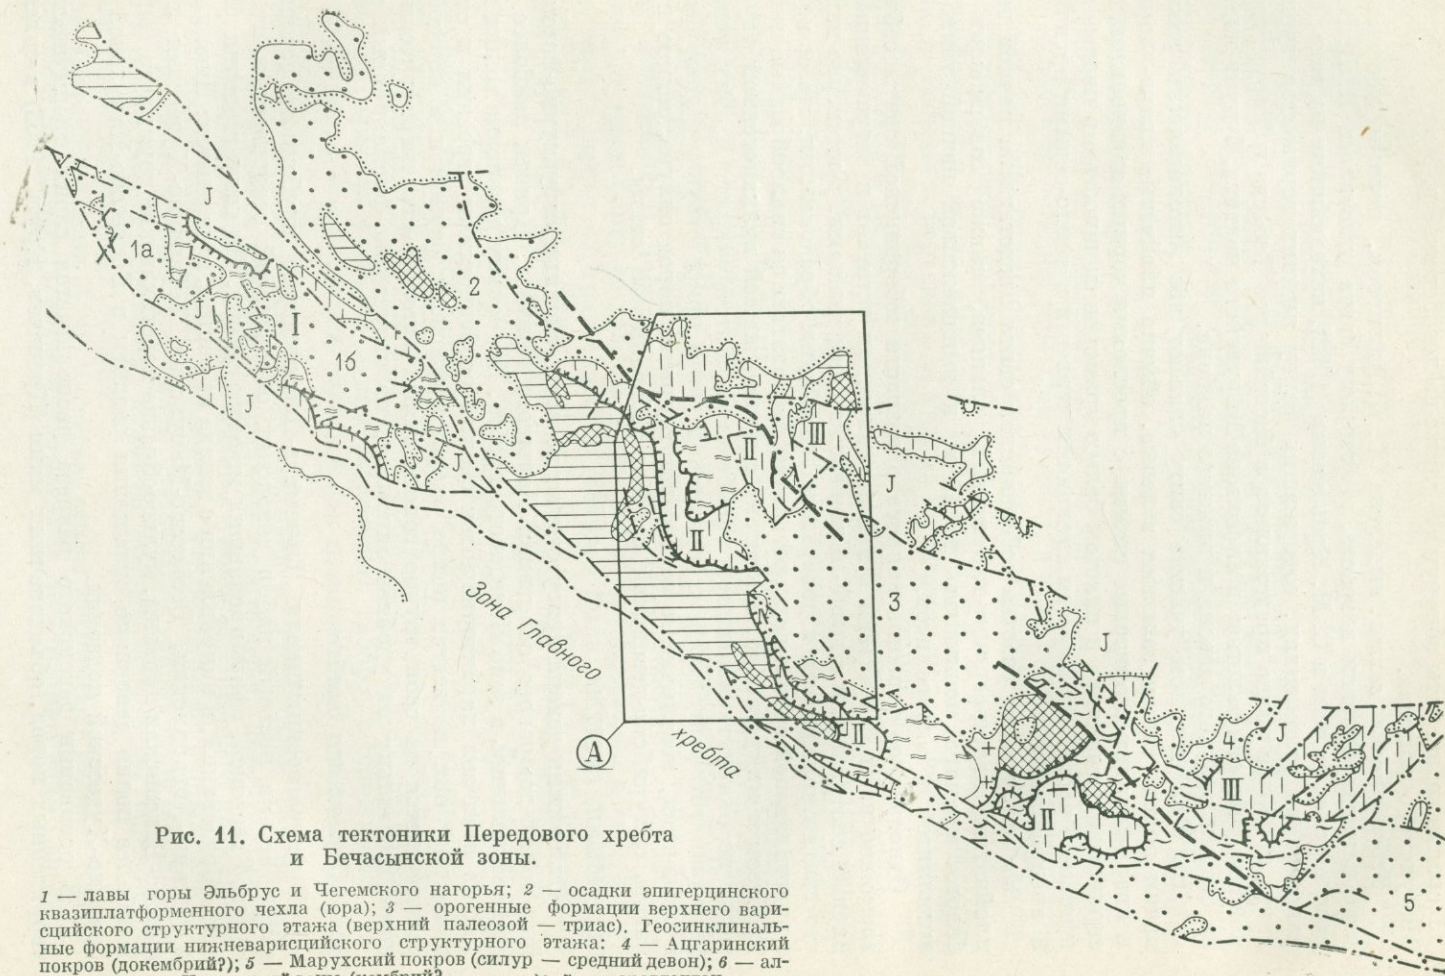 J
1а
2
J
I
1б
J
J
III
II
J
II
3
Зона Главного
J
хребта
II
А
4
J
4
III
II
5
Рис. 11. Схема тектоники Передового хребта
и Бечасынской зоны.
1 — лавы горы Эльбрус и Чегемского нагорья; 2 — осадки эпигерцинского
квазиплатформенного чехла (юра); 3 — орогенные формации верхнего вари-
сцийского структурного этажа (верхний палеозой — триас). Геосинклиналь-
ные формации нижневарисцийского структурного этажа: 4 — Ацгаринский
покров (докембрий?); 5 — Марухский покров (силур — средний девон); 6 — ал-